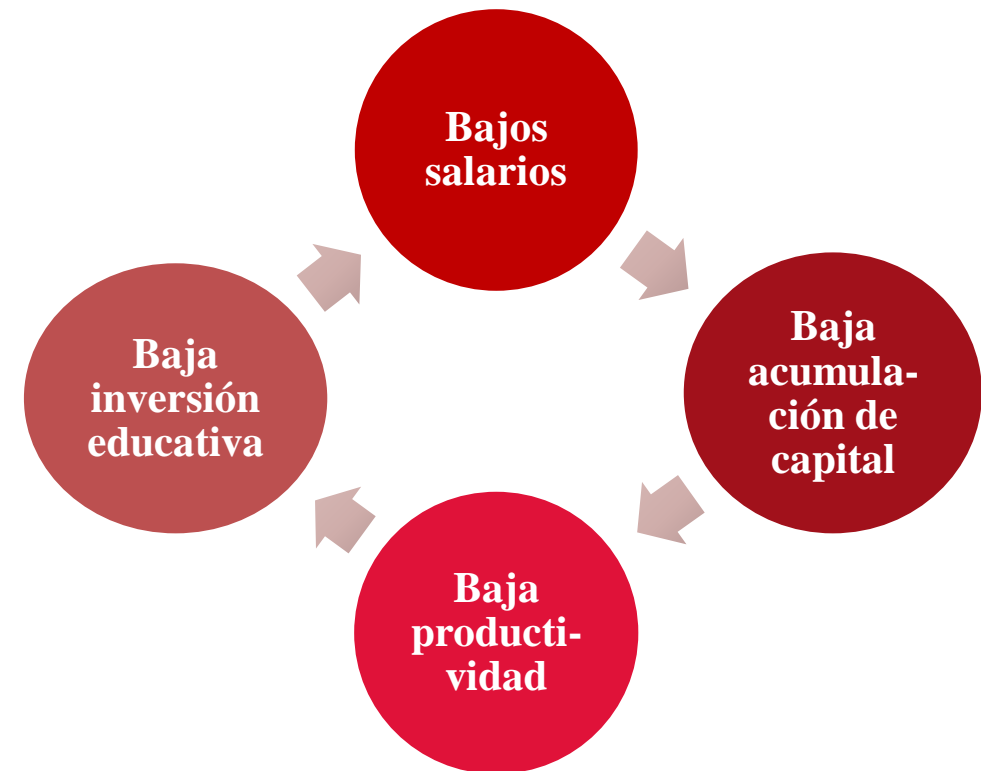 Bajos
salarios
Baja
acumula-
ción de
capital
Baja
producti-
vidad
Baja
inversión
educativa